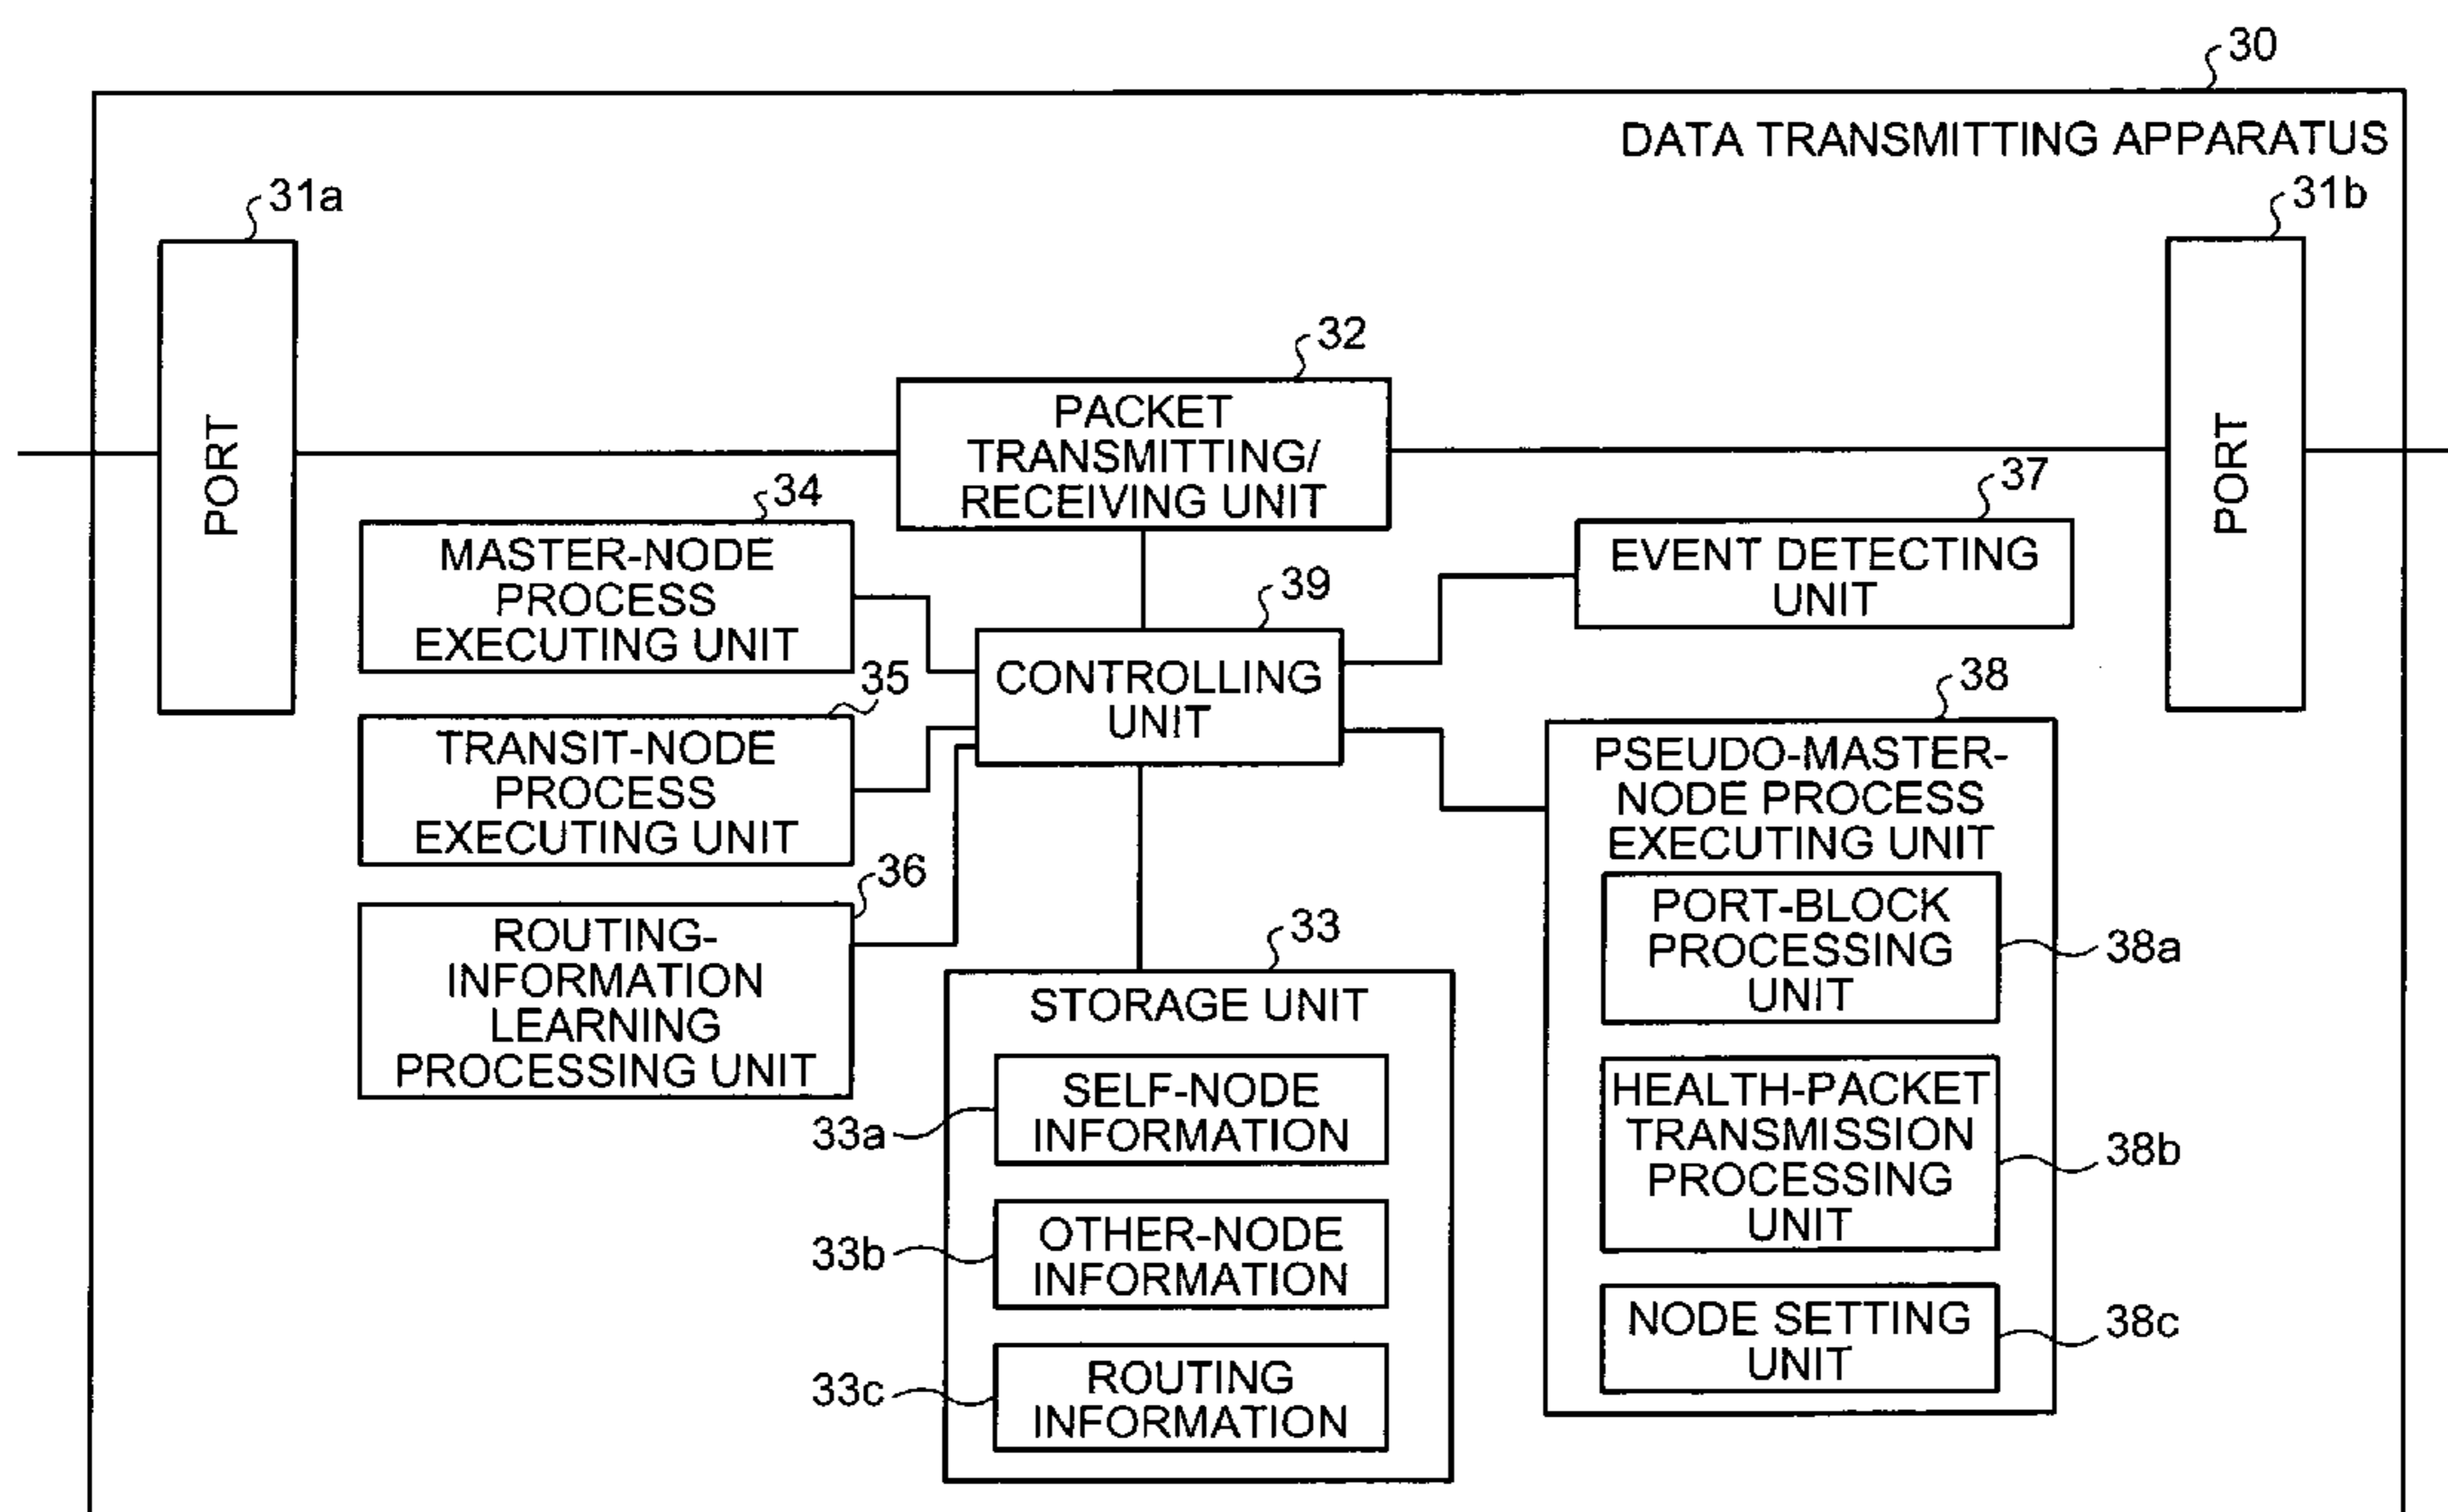 30
DATA TRANSMITTING APPARATUS
31a
31b
PORT
PORT
32
PACKET
TRANSMITTING/
RECEIVING UNIT
34
MASTER-NODE
PROCESS
EXECUTING UNIT
37
EVENT DETECTING
UNIT
39
CONTROLLING
UNIT
35
TRANSIT-NODE
PROCESS
EXECUTING UNIT
38
PSEUDO-MASTER-
NODE PROCESS
EXECUTING UNIT
PORT-BLOCK
PROCESSING
UNIT
38a
HEALTH-PACKET
TRANSMISSION
PROCESSING
UNIT
38b
NODE SETTING
UNIT
38c
36
ROUTING-
INFORMATION
LEARNING
PROCESSING UNIT
33
STORAGE UNIT
33a
SELF-NODE
INFORMATION
33b
OTHER-NODE
INFORMATION
33c
ROUTING
INFORMATION